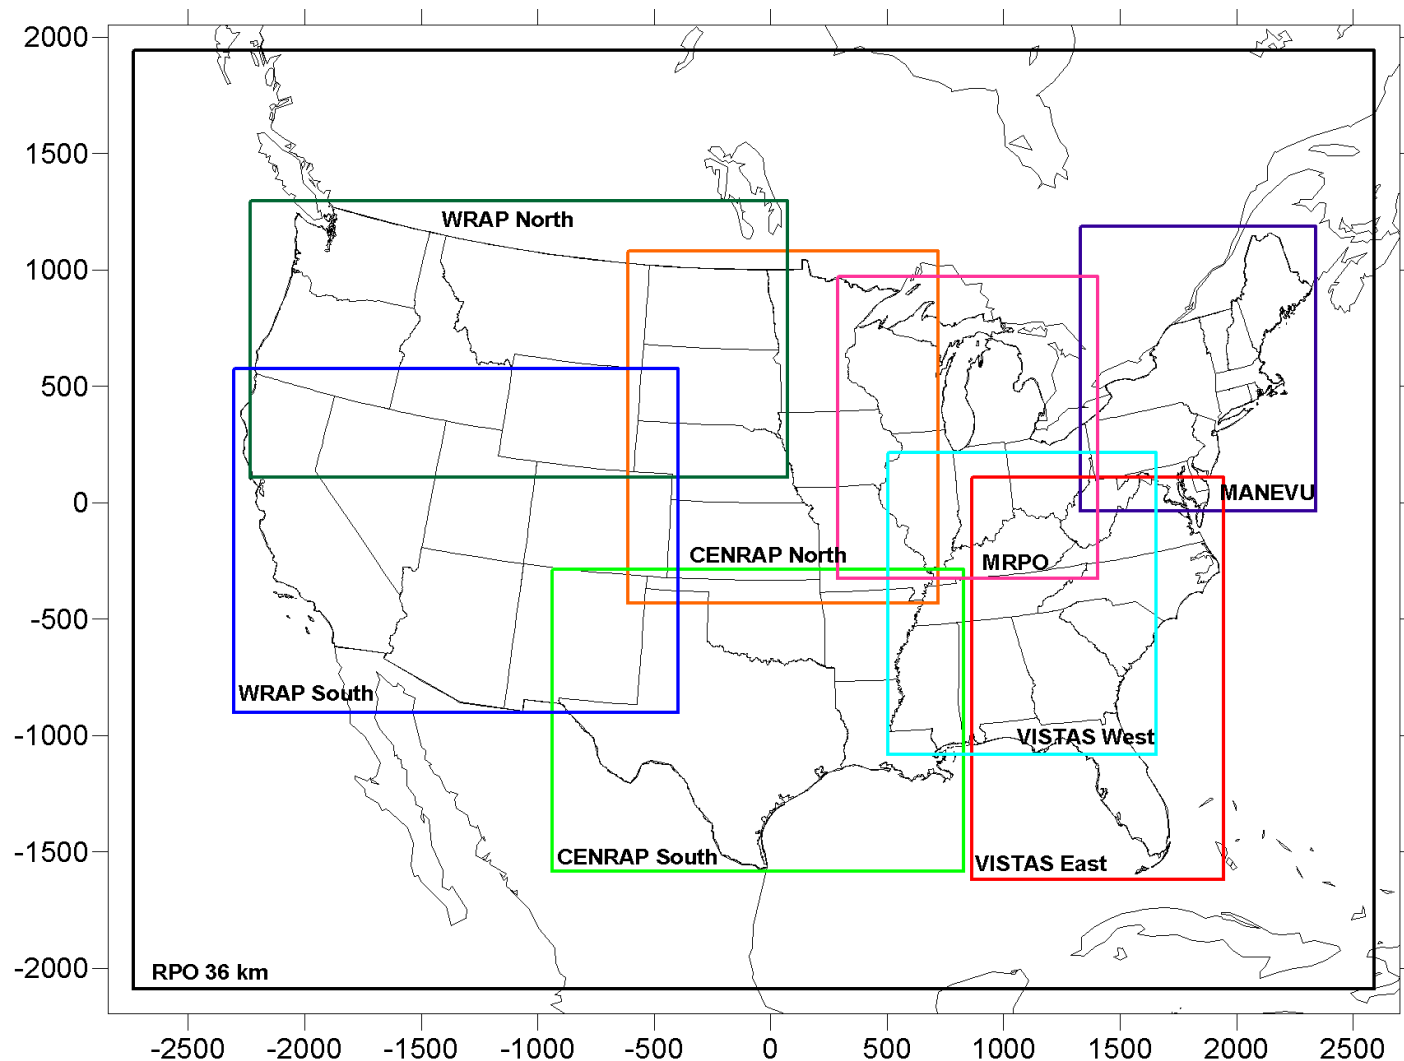 2000
1500
1000
500
0
-500
-1000
-1500
-2000
WRAP North
MANEVU
CENRAP North
MRPO
WRAP South
VISTAS West
CENRAP South
VISTAS East
RPO 36 km
-2500 -2000 -1500 -1000 -500 0 500 1000 1500 2000 2500